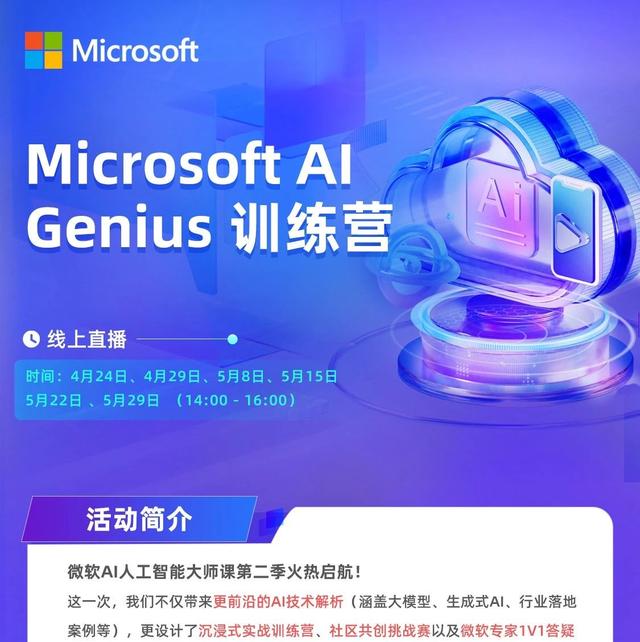 Microsoft
Microsoft AI
Genius 训练营
Ai
线上直播
时间：4月24日、4月29日、5月8日、5月15日
5月22日 、5月29日 （14:00 - 16:00）
活动简介
微软AI人工智能大师课第二季火热启航！
这一次，我们不仅带来更前沿的AI技术解析（涵盖大模型、生成式AI、行业落地
案例等），更设计了沉浸式实战训练营、社区共创挑战赛以及微软专家1V1答疑